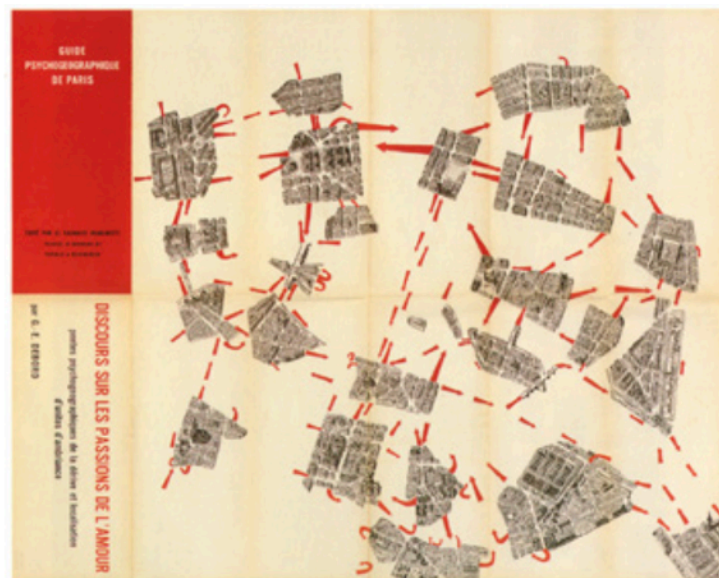 GUIDE
PSYCHOGEOGRAPHIQUE
DE PARIS
DISCOURS SUR LES PASSIONS DE L'AMOUR
pentes psychogeographiques de la dérive et localisation
d'unités d'ambiance
par G.-E. DEBORD